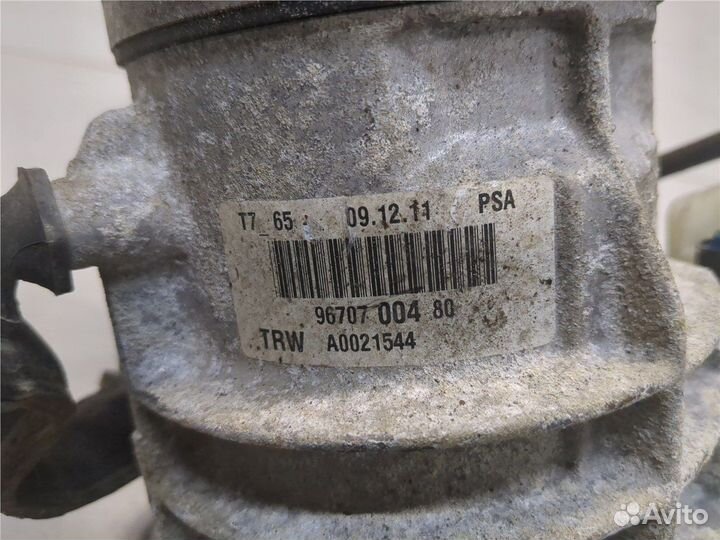 T7_65 09.12.11 PSA
96707 004 80
TRW A0021544
Avito